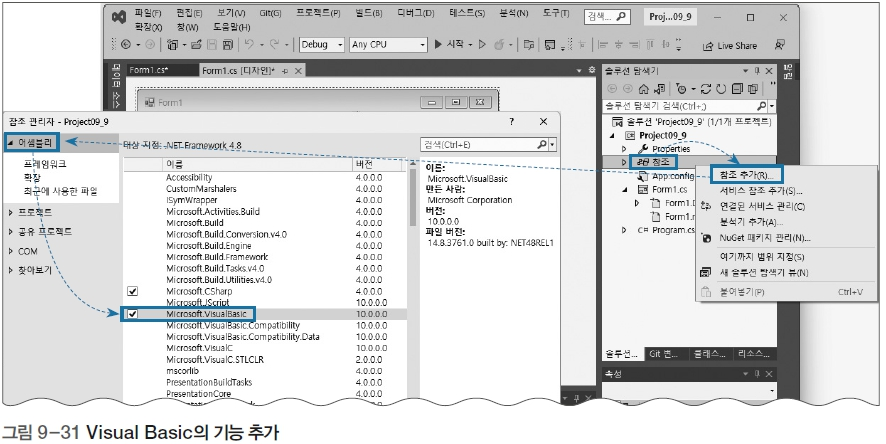 파일(F) 편집(E) 보기(V) Git(G) 프로젝트(P) 빌드(B) 디버그(D) 테스트(S) 분석(N) 도구(T) 검색... Proj...09_9
확장(X) 창(W) 도움말(H)
Debug Any CPU 시작 Live Share
Form1.cs* Form1.cs [디자인]*
Form1
솔루션 탐색기
솔루션 탐색기 검색(Ctrl+;)
솔루션 'Project09_9' (1/1개 프로젝트)
Project09_9
Properties
참조
App.config
Form1.cs
Form1.D
Form1.r
C# Program.cs
참조 추가(R)...
서비스 참조 추가(S)...
연결된 서비스 관리(C)
분석기 추가(A)...
NuGet 패키지 관리(N)...
여기까지 범위 지정(S)
새 솔루션 탐색기 뷰(N)
붙여넣기(P) Ctrl+V
솔루션... Git 변... 클래스... 리소스...
속성
참조 관리자 - Project09_9
어셈블리
프레임워크
확장
최근에 사용한 파일
프로젝트
공유 프로젝트
COM
찾아보기
대상 지정: .NET Framework 4.8
검색(Ctrl+E)
이름 버전
Accessibility 4.0.0.0
CustomMarshalers 4.0.0.0
ISymWrapper 4.0.0.0
Microsoft.Activities.Build 4.0.0.0
Microsoft.Build 4.0.0.0
Microsoft.Build.Conversion.v4.0 4.0.0.0
Microsoft.Build.Engine 4.0.0.0
Microsoft.Build.Framework 4.0.0.0
Microsoft.Build.Tasks.v4.0 4.0.0.0
Microsoft.Build.Utilities.v4.0 4.0.0.0
Microsoft.CSharp 4.0.0.0
Microsoft.JScript 10.0.0.0
Microsoft.VisualBasic 10.0.0.0
Microsoft.VisualBasic.Compatibility 10.0.0.0
Microsoft.VisualBasic.Compatibility.Data 10.0.0.0
Microsoft.VisualC 10.0.0.0
Microsoft.VisualC.STLCLR 2.0.0.0
mscorlib 4.0.0.0
PresentationBuildTasks 4.0.0.0
PresentationCore 4.0.0.0
이름:
Microsoft.VisualBasic
만든 사람:
Microsoft Corporation
버전:
10.0.0.0
파일 버전:
14.8.3761.0 built by: NET48REL1
그림 9-31 Visual Basic의 기능 추가